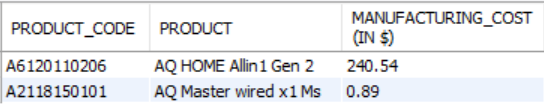 PRODUCT_CODE PRODUCT MANUFACTURING_COST
(IN $)
A6120110206 AQ HOME Allin1 Gen 2 240.54
A2118150101 AQ Master wired x1 Ms 0.89